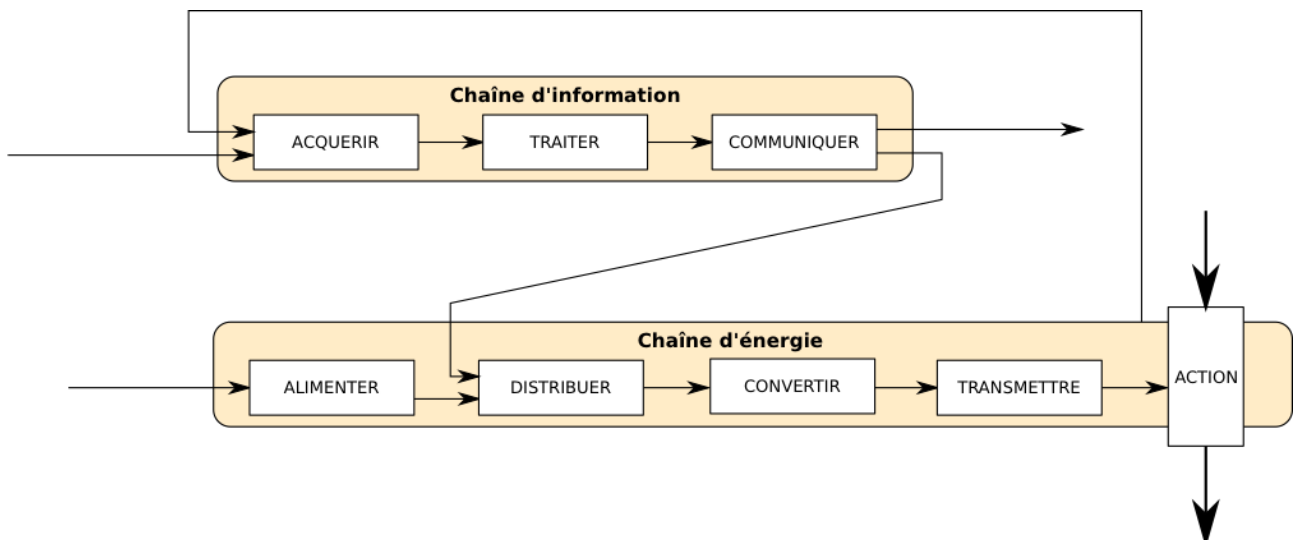 Chaîne d'information
ACQUERIR
TRAITER
COMMUNIQUER
Chaîne d'énergie
ALIMENTER
DISTRIBUER
CONVERTIR
TRANSMETTRE
ACTION